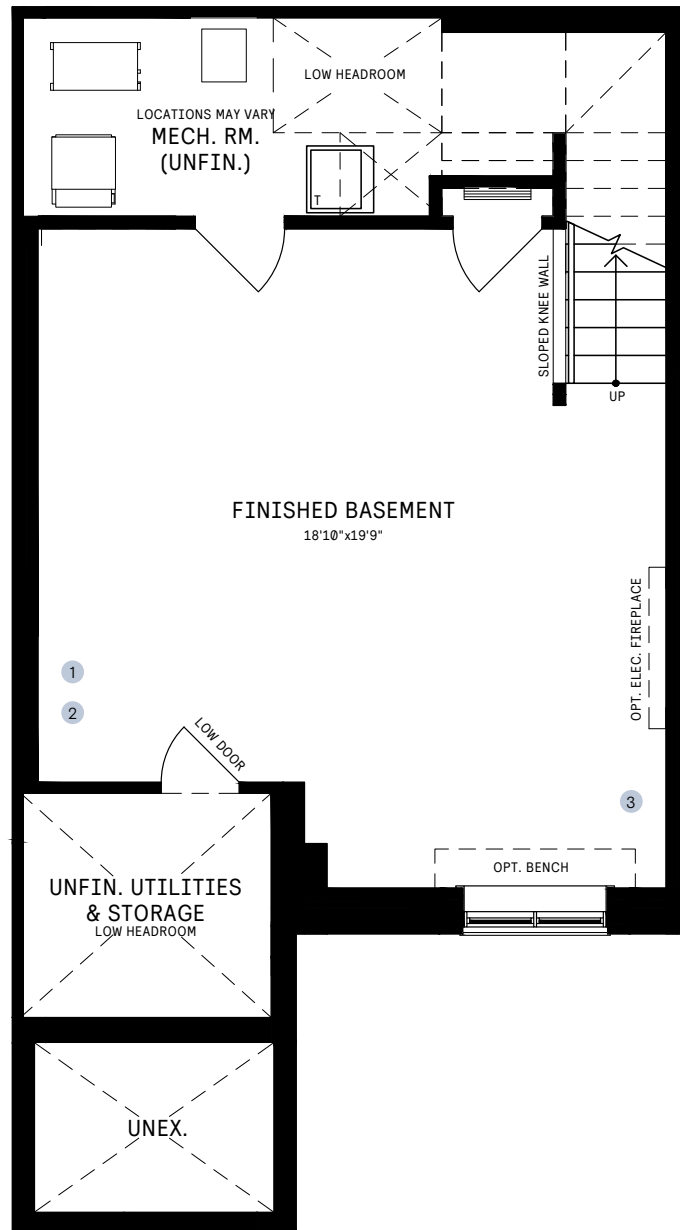 LOW HEADROOM
LOCATIONS MAY VARY
MECH. RM.
(UNFIN.)
T
SLOPED KNEE WALL
UP
FINISHED BASEMENT
18'10"x19'9"
OPT. ELEC. FIREPLACE
1
2
LOW DOOR
3
OPT. BENCH
UNFIN. UTILITIES
& STORAGE
LOW HEADROOM
UNEX.